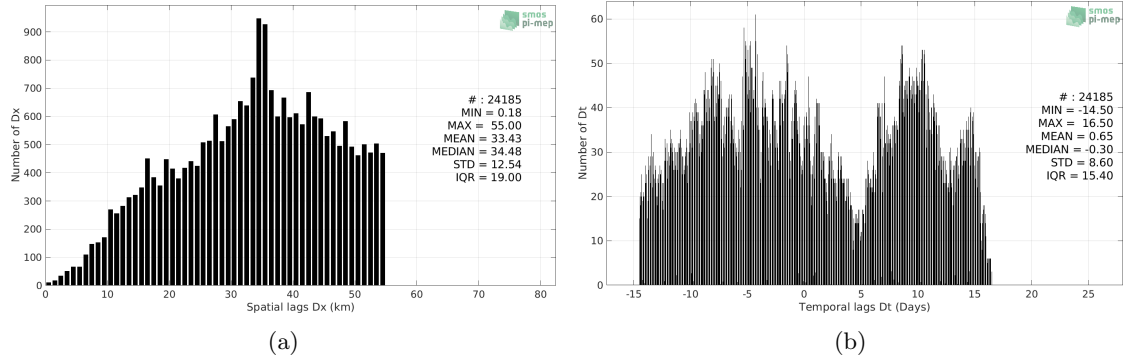 smos
pi-mep
900
800
700
600
500
400
300
200
100
0
Number of Dx
# : 24185
MIN = 0.18
MAX = 55.00
MEAN = 33.43
MEDIAN = 34.48
STD = 12.54
IQR = 19.00
0 10 20 30 40 50 60 70 80
Spatial lags Dx (km)
(a)
smos
pi-mep
60
50
40
30
20
10
0
Number of Dt
# : 24185
MIN = -14.50
MAX = 16.50
MEAN = 0.65
MEDIAN = -0.30
STD = 8.60
IQR = 15.40
-15 -10 -5 0 5 10 15 20 25
Temporal lags Dt (Days)
(b)